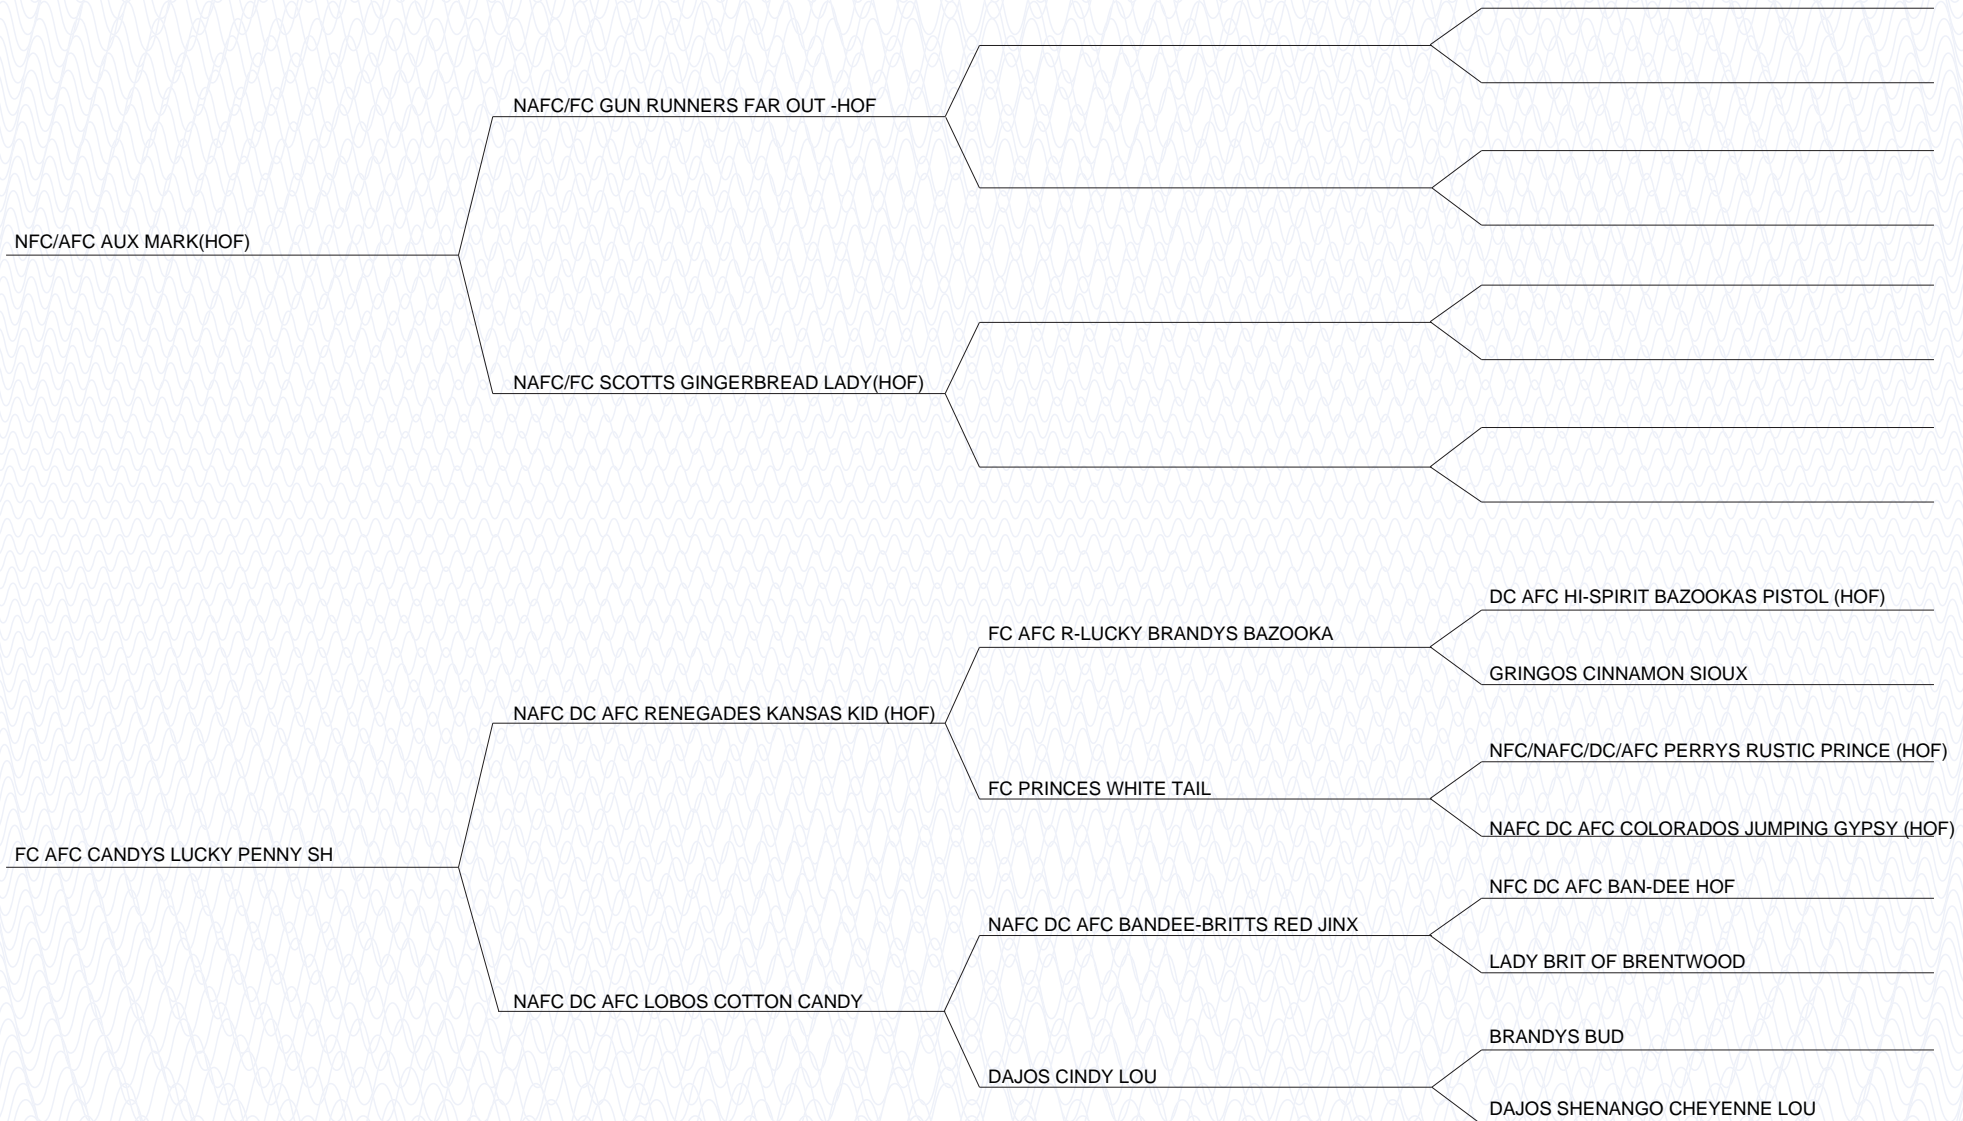 NAFC/FC GUN RUNNERS FAR OUT -HOF
NFC/AFC AUX MARK(HOF)
NAFC/FC SCOTTS GINGERBREAD LADY(HOF)
DC AFC HI-SPIRIT BAZOOKAS PISTOL (HOF)
FC AFC R-LUCKY BRANDYS BAZOOKA
GRINGOS CINNAMON SIOUX
NAFC DC AFC RENEGADES KANSAS KID (HOF)
NFC/NAFC/DC/AFC PERRYS RUSTIC PRINCE (HOF)
FC PRINCES WHITE TAIL
NAFC DC AFC COLORADOS JUMPING GYPSY (HOF)
FC AFC CANDYS LUCKY PENNY SH
NFC DC AFC BAN-DEE HOF
NAFC DC AFC BANDEE-BRITTS RED JINX
LADY BRIT OF BRENTWOOD
NAFC DC AFC LOBOS COTTON CANDY
BRANDYS BUD
DAJOS CINDY LOU
DAJOS SHENANGO CHEYENNE LOU